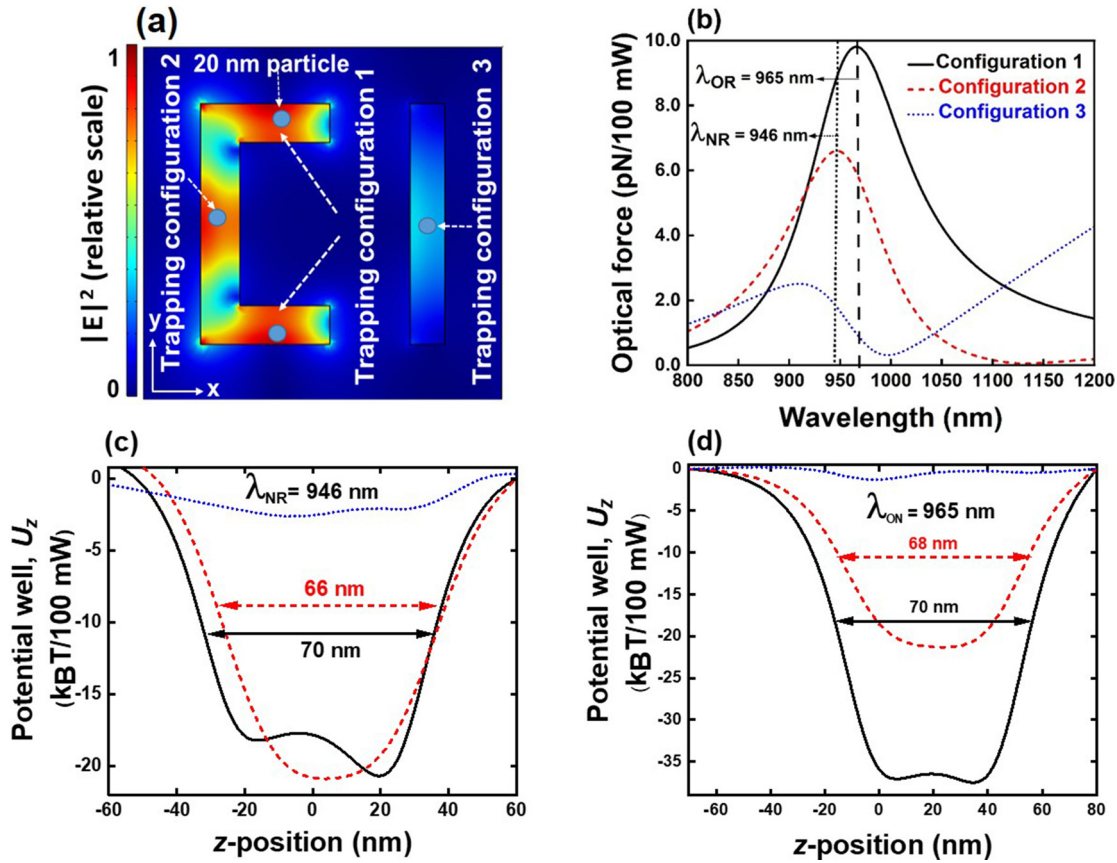 (a)
1
0
|E|² (relative scale)
Trapping configuration 2
20 nm particle
Trapping configuration 1
Trapping configuration 3
y
x
(b)
10.0
8.0
6.0
4.0
2.0
0.0
Optical force (pN/100 mW)
λOR = 965 nm
λNR = 946 nm
Configuration 1
Configuration 2
Configuration 3
800 850 900 950 1000 1050 1100 1150 1200
Wavelength (nm)
(c)
0
-5
-10
-15
-20
Potential well, Uz
(kBT/100 mW)
λNR= 946 nm
66 nm
70 nm
-60 -40 -20 0 20 40 60
z-position (nm)
(d)
0
-5
-10
-15
-20
-25
-30
-35
Potential well, Uz
(kBT/100 mW)
λON = 965 nm
68 nm
70 nm
-60 -40 -20 0 20 40 60 80
z-position (nm)